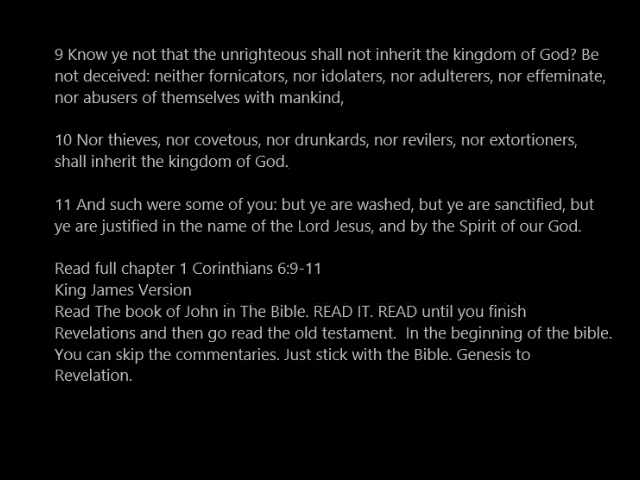 9 Know ye not that the unrighteous shall not inherit the kingdom of God? Be
not deceived: neither fornicators, nor idolaters, nor adulterers, nor effeminate,
nor abusers of themselves with mankind,
10 Nor thieves, nor covetous, nor drunkards, nor revilers, nor extortioners,
shall inherit the kingdom of God.
11 And such were some of you: but ye are washed, but ye are sanctified, but
ye are justified in the name of the Lord Jesus, and by the Spirit of our God.
Read full chapter 1 Corinthians 6:9-11
King James Version
Read The book of John in The Bible. READ IT. READ until you finish
Revelations and then go read the old testament.  In the beginning of the bible.
You can skip the commentaries. Just stick with the Bible. Genesis to
Revelation.